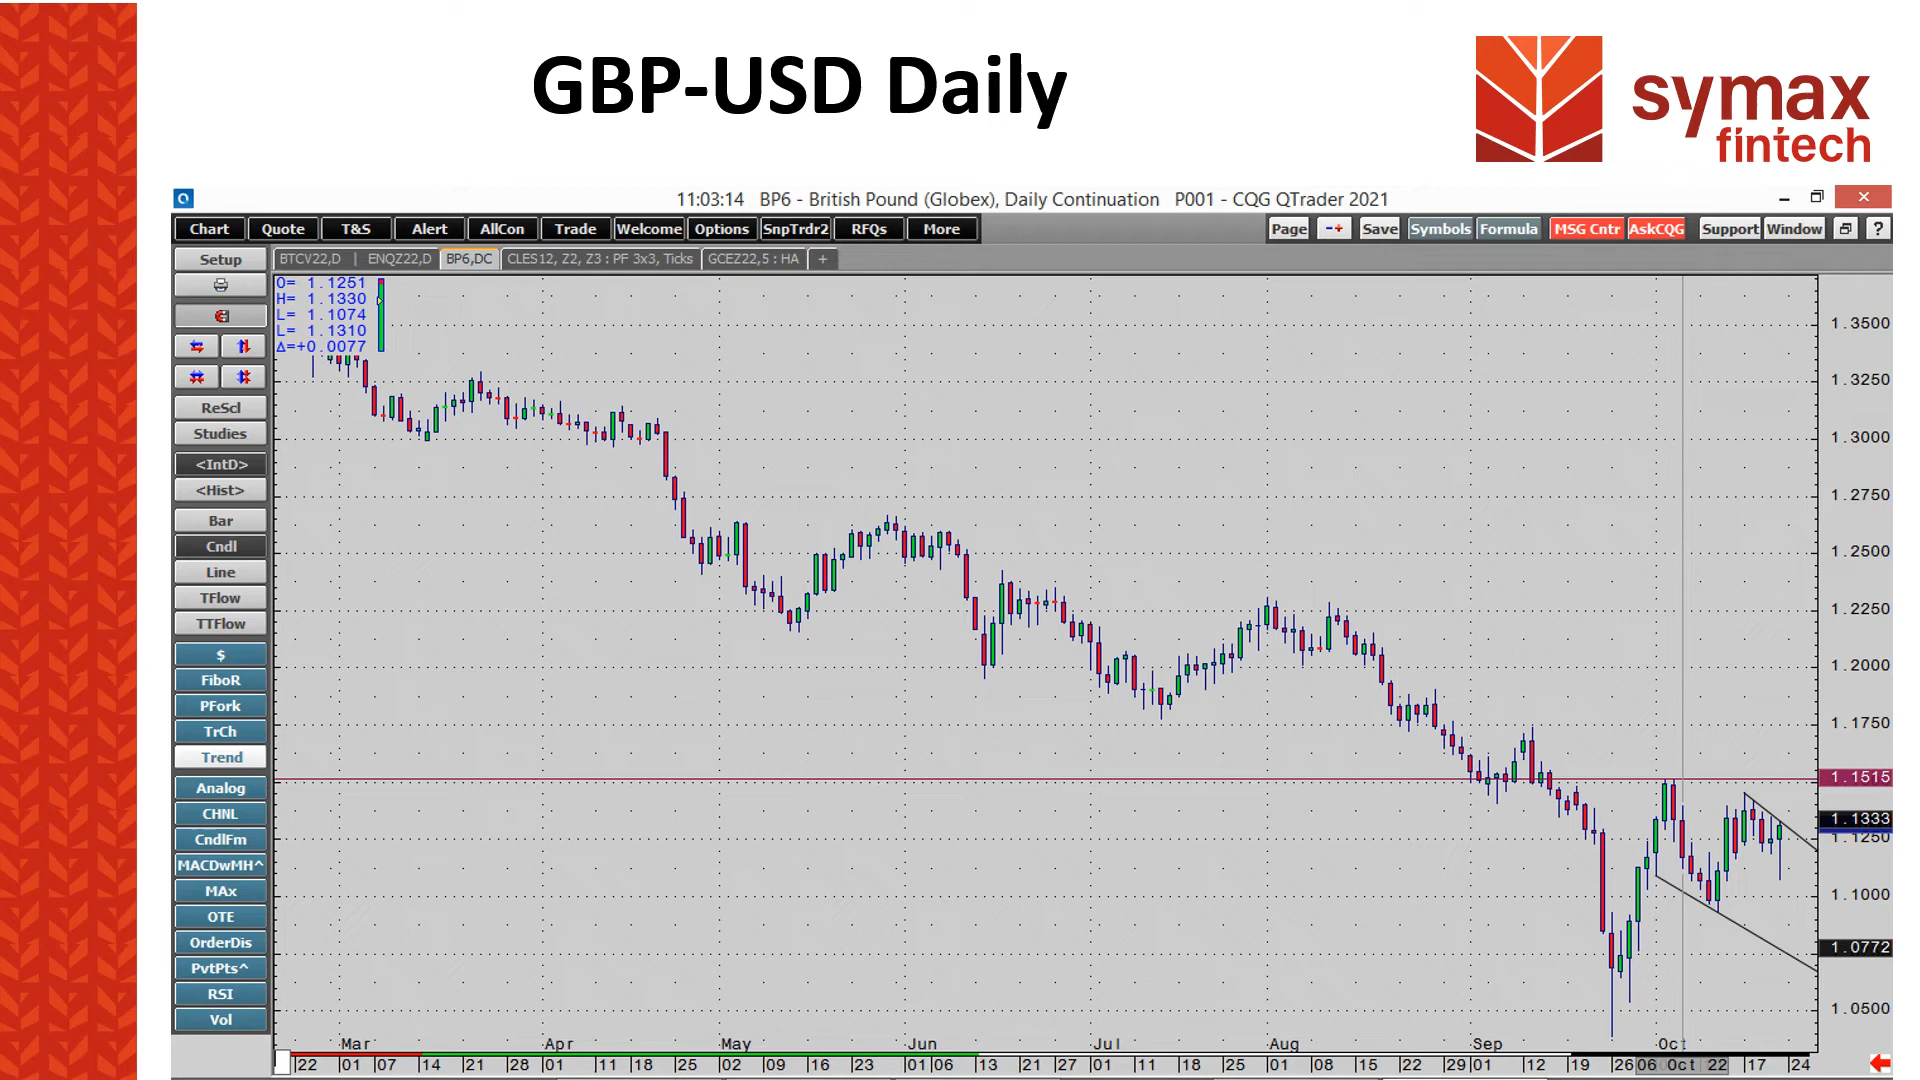 GBP-USD Daily
symax
fintech
11:03:14 BP6 - British Pound (Globex), Daily Continuation P001 - CQG QTrader 2021
Chart Quote T&S Alert AllCon Trade Welcome Options SnpTrdr2 RFQs More Page -+ Save Symbols Formula MSG Cntr AskCQG Support Window ?
Setup BTCV22,D | ENQZ22,D BP6,DC CLES12, Z2, Z3 : PF 3x3, Ticks GCEZ22,5 : HA +
O= 1.1251
H= 1.1330
L= 1.1074
L= 1.1310
Δ=+0.0077
ReScl
Studies
<IntD>
<Hist>
Bar
Cndl
Line
TFlow
TTFlow
$
FiboR
PFork
TrCh
Trend
Analog
CHNL
CndlFm
MACDwMH^
MAx
OTE
OrderDis
PvtPts^
RSI
Vol
1.3500
1.3250
1.3000
1.2750
1.2500
1.2250
1.2000
1.1750
1.1515
1.1333
1.1250
1.1000
1.0772
1.0500
Mar Apr May Jun Jul Aug Sep Oct
22 01 07 14 21 28 01 11 18 25 02 09 16 23 01 06 13 21 27 01 11 18 25 01 08 15 22 29 01 12 19 26 06 Oct 22 17 24